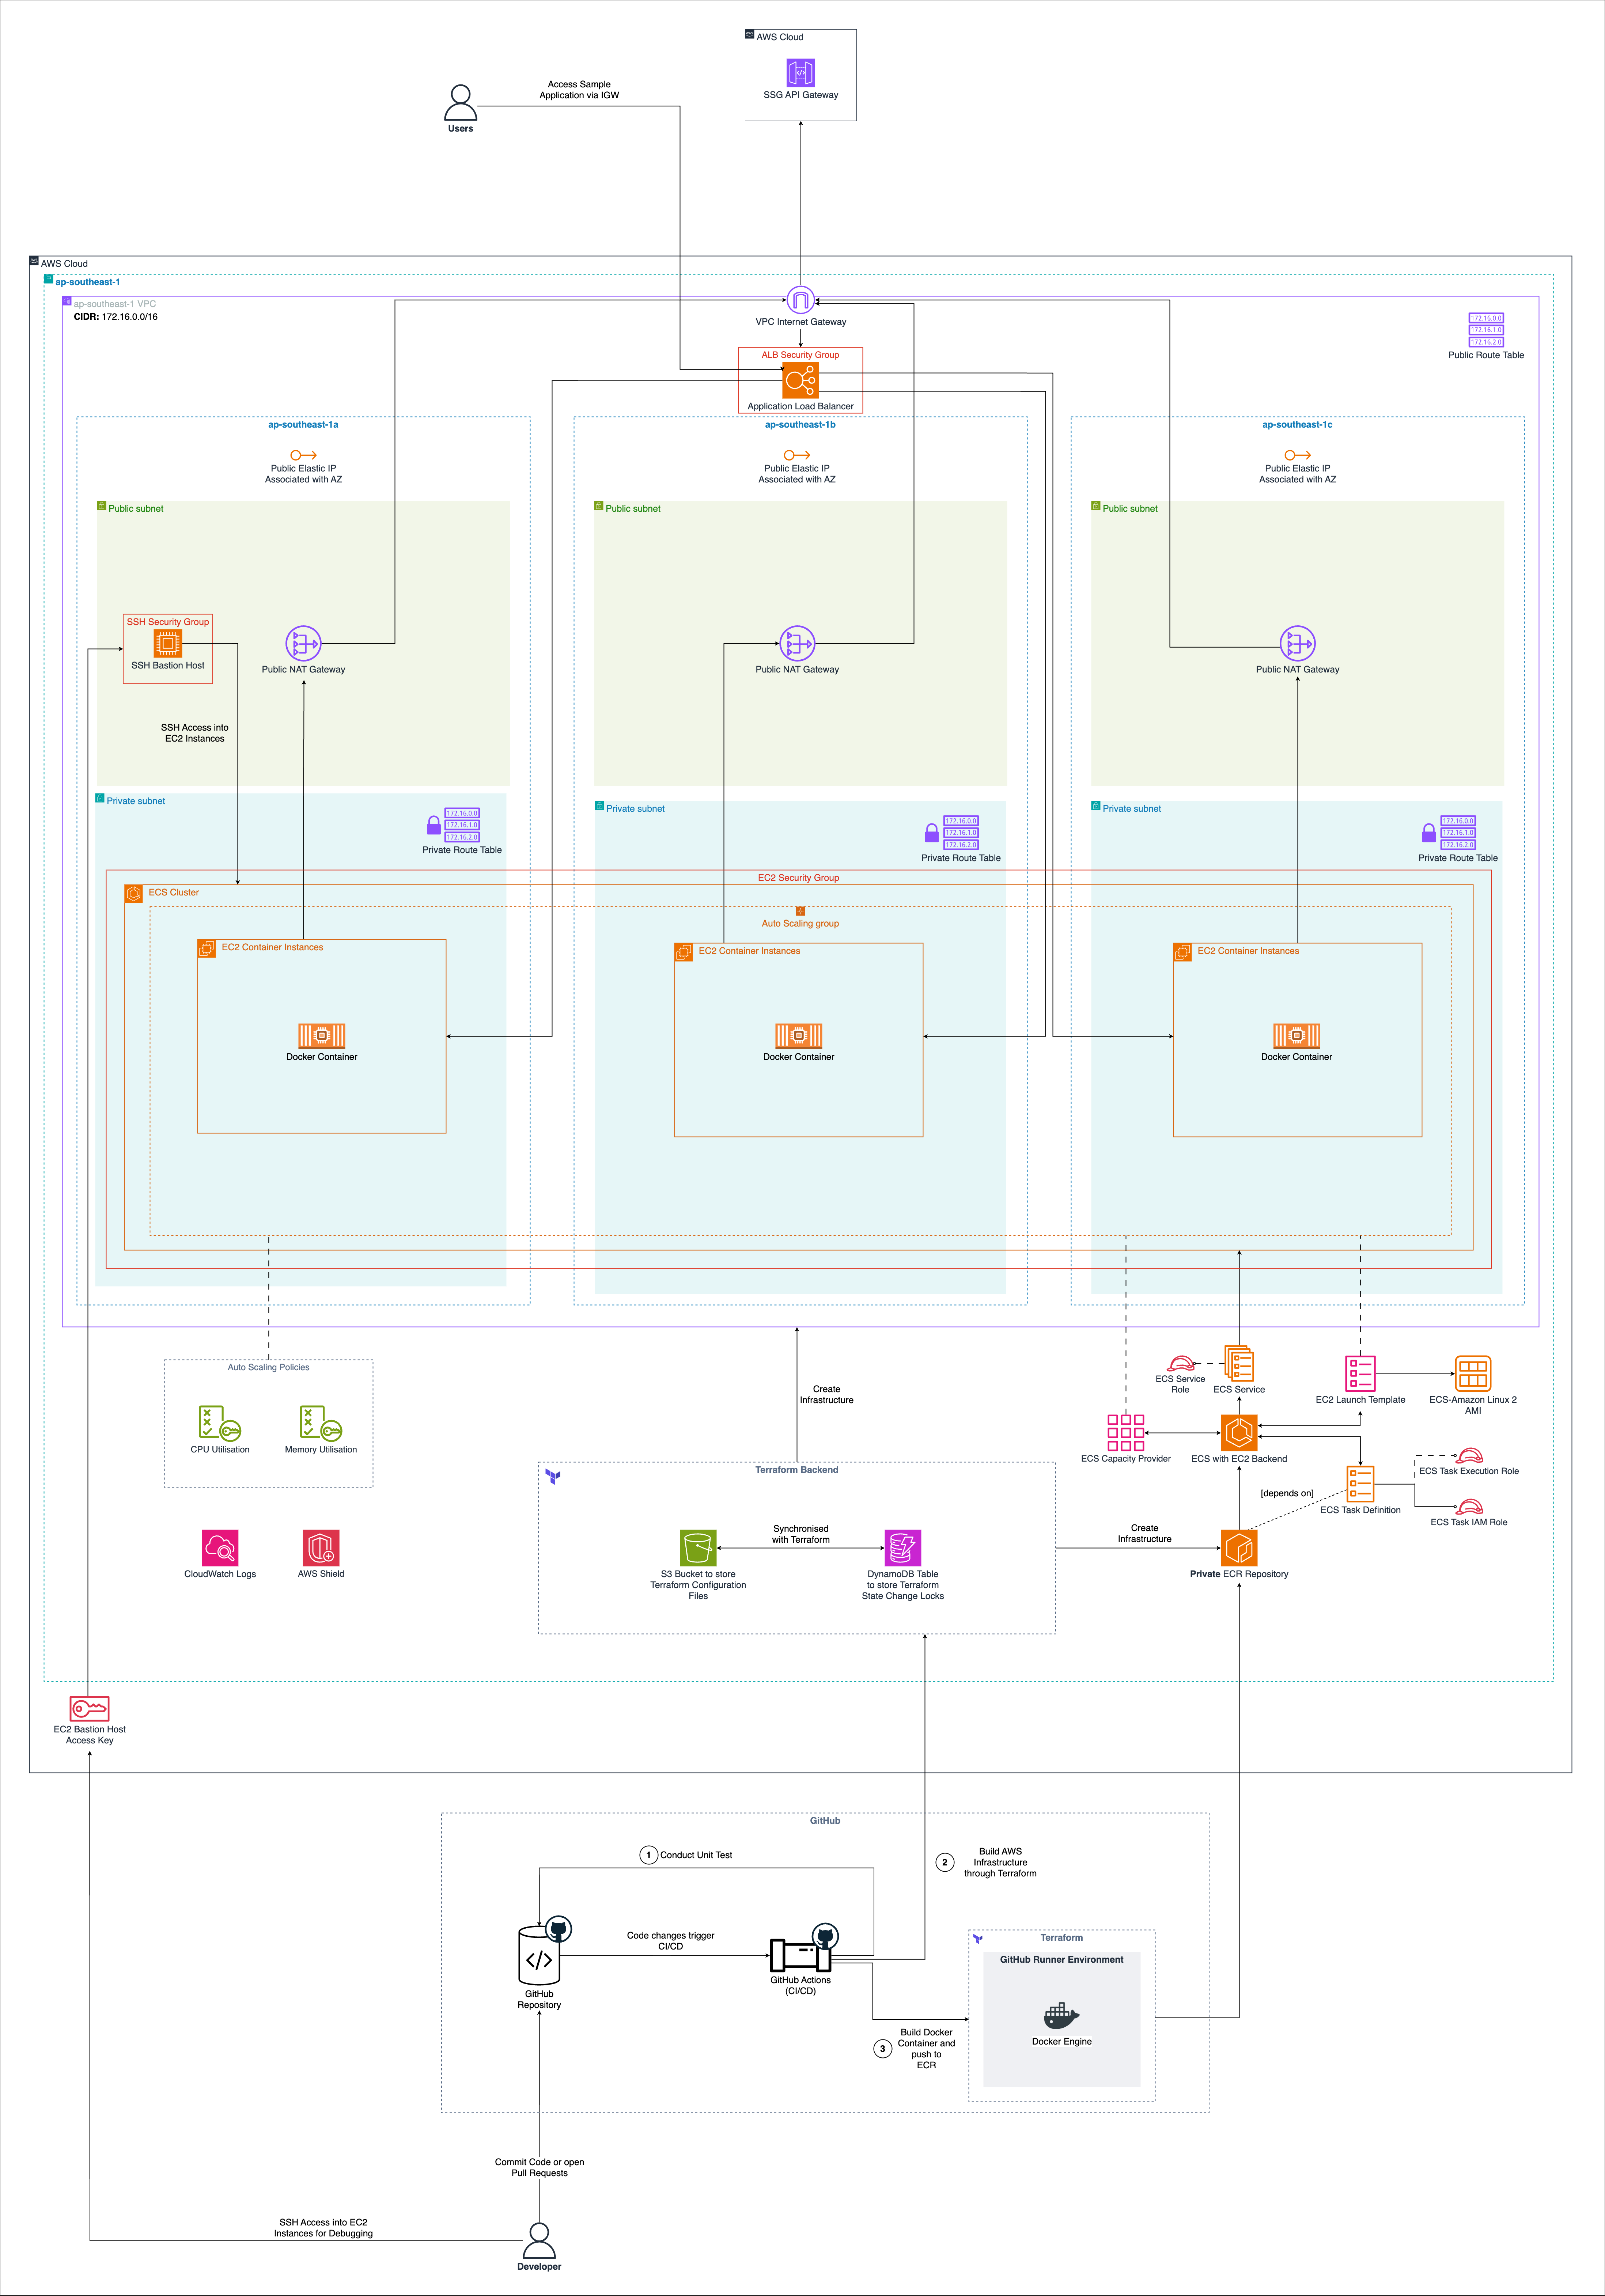 AWS Cloud
SSG API Gateway
Access Sample
Application via IGW
Users
AWS Cloud
ap-southeast-1
ap-southeast-1 VPC
CIDR: 172.16.0.0/16
VPC Internet Gateway
172.16.0.0
172.16.1.0
172.16.2.0
Public Route Table
ALB Security Group
Application Load Balancer
ap-southeast-1a
ap-southeast-1b
ap-southeast-1c
Public Elastic IP
Associated with AZ
Public Elastic IP
Associated with AZ
Public Elastic IP
Associated with AZ
Public subnet
Public subnet
Public subnet
SSH Security Group
SSH Bastion Host
Public NAT Gateway
Public NAT Gateway
Public NAT Gateway
SSH Access into
EC2 Instances
Private subnet
Private subnet
Private subnet
172.16.0.0
172.16.1.0
172.16.2.0
Private Route Table
172.16.0.0
172.16.1.0
172.16.2.0
Private Route Table
172.16.0.0
172.16.1.0
172.16.2.0
Private Route Table
EC2 Security Group
ECS Cluster
Auto Scaling group
EC2 Container Instances
EC2 Container Instances
EC2 Container Instances
Docker Container
Docker Container
Docker Container
Auto Scaling Policies
CPU Utilisation
Memory Utilisation
CloudWatch Logs
AWS Shield
Create
Infrastructure
Terraform Backend
Synchronised
with Terraform
S3 Bucket to store
Terraform Configuration
Files
DynamoDB Table
to store Terraform
State Change Locks
Create
Infrastructure
ECS Service
Role
ECS Service
EC2 Launch Template
ECS-Amazon Linux 2
AMI
ECS Capacity Provider
ECS with EC2 Backend
ECS Task Execution Role
[depends on]
ECS Task Definition
ECS Task IAM Role
Private ECR Repository
EC2 Bastion Host
Access Key
GitHub
1
Conduct Unit Test
2
Build AWS
Infrastructure
through Terraform
Code changes trigger
CI/CD
GitHub
Repository
GitHub Actions
(CI/CD)
Terraform
GitHub Runner Environment
Docker Engine
3
Build Docker
Container and
push to
ECR
Commit Code or open
Pull Requests
SSH Access into EC2
Instances for Debugging
Developer